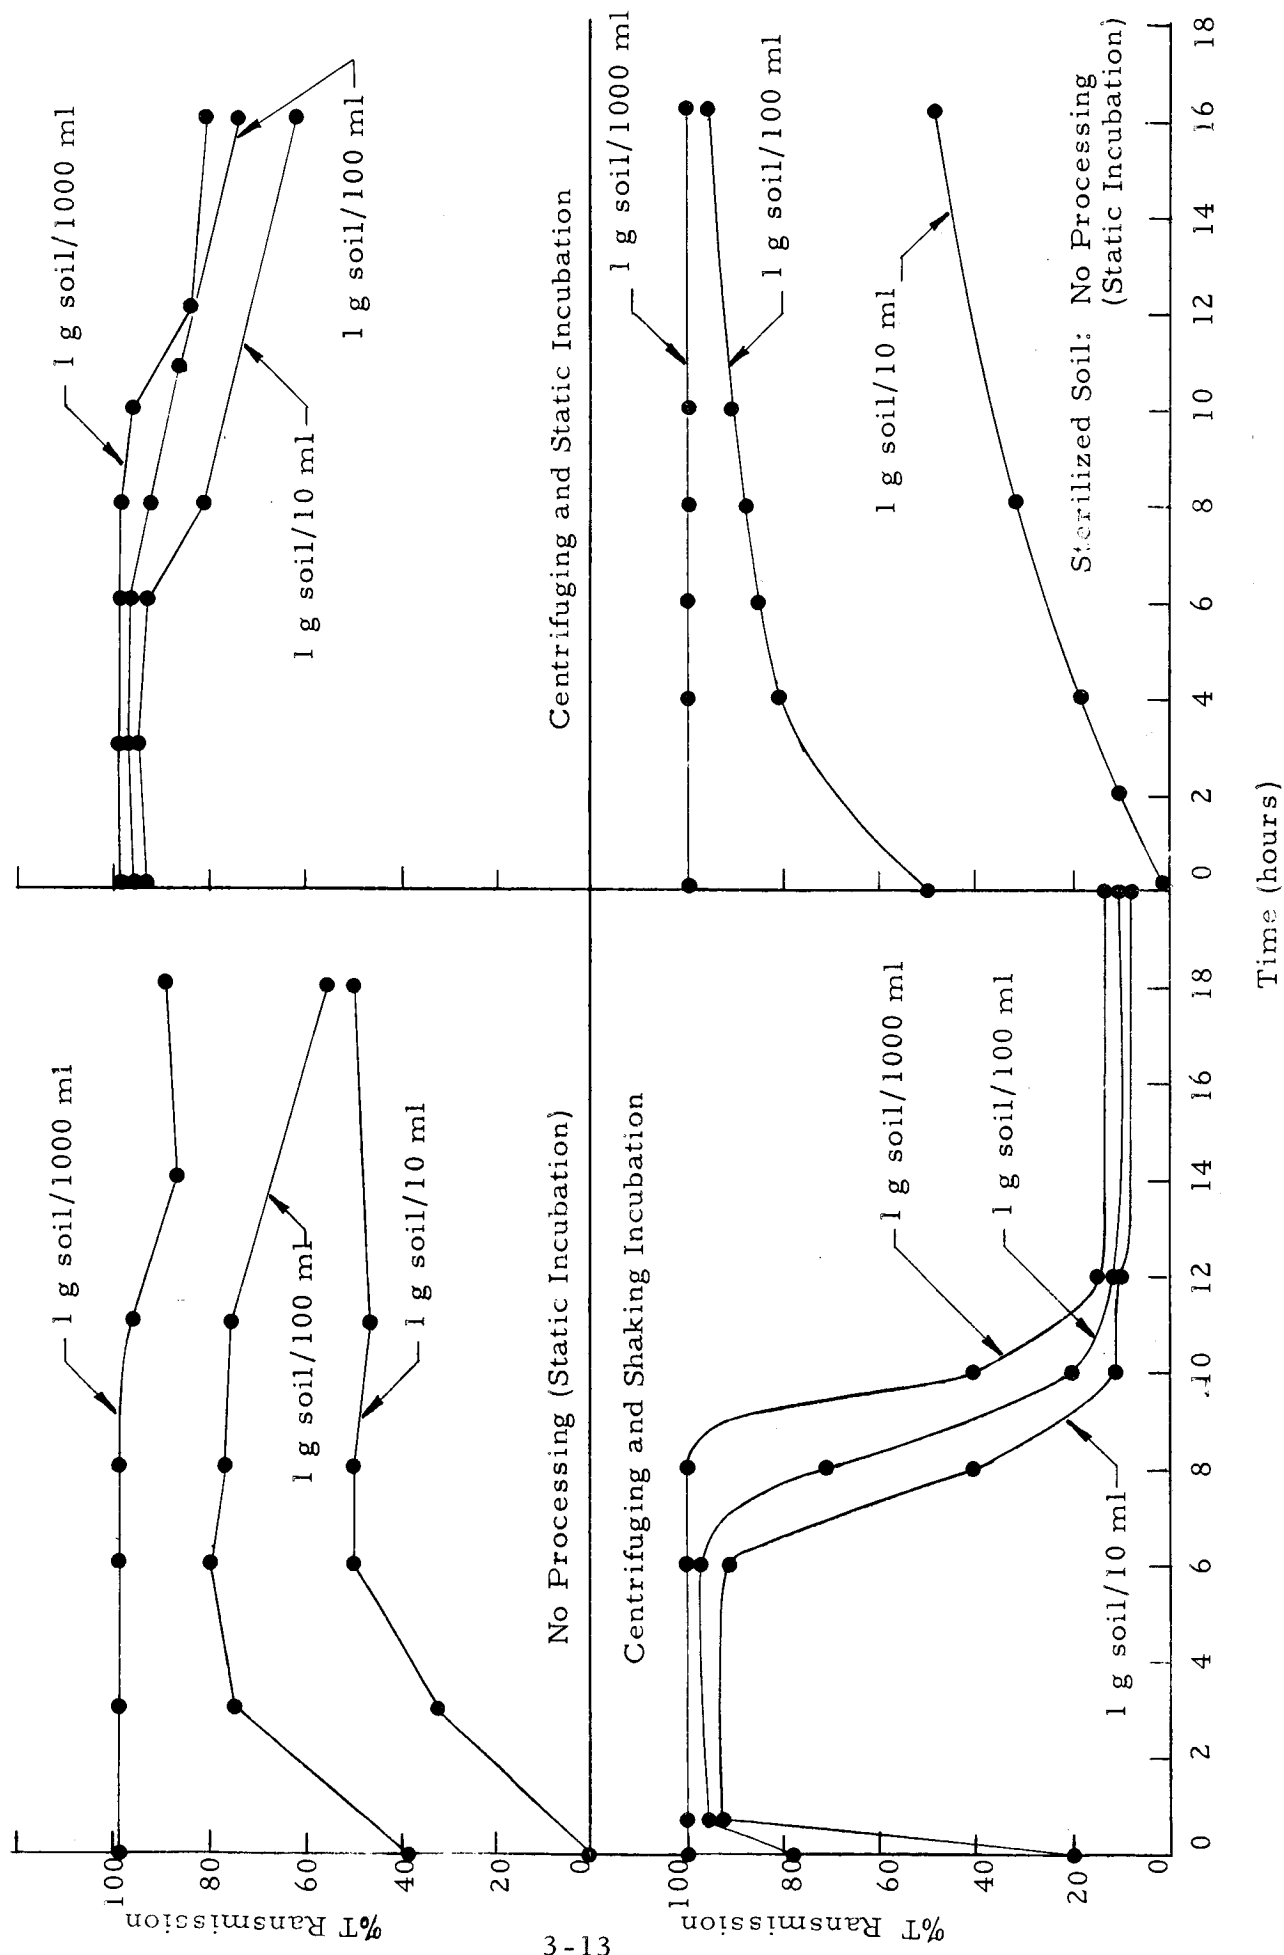 %T Ransmission
100
80
60
40
20
0
1 g soil/1000 ml
1 g soil/100 ml
1 g soil/10 ml
No Processing (Static Incubation)
1 g soil/1000 ml
1 g soil/10 ml
1 g soil/100 ml
Centrifuging and Static Incubation
%T Ransmission
100
80
60
40
20
0
Centrifuging and Shaking Incubation
1 g soil/1000 ml
1 g soil/100 ml
1 g soil/10 ml
0 2 4 6 8 10 12 14 16 18
1 g soil/1000 ml
1 g soil/100 ml
1 g soil/10 ml
Sterilized Soil: No Processing
(Static Incubation)
0 2 4 6 8 10 12 14 16 18
Time (hours)
3-13